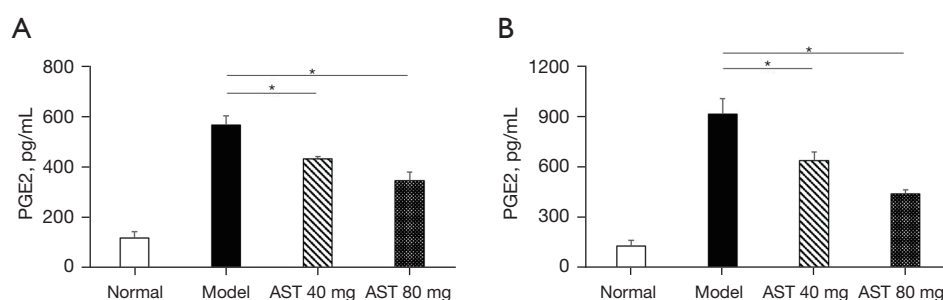 A
PGE2, pg/mL
800
600
400
200
0
*
*
Normal Model AST 40 mg AST 80 mg
B
PGE2, pg/mL
1200
900
600
300
0
*
*
Normal Model AST 40 mg AST 80 mg